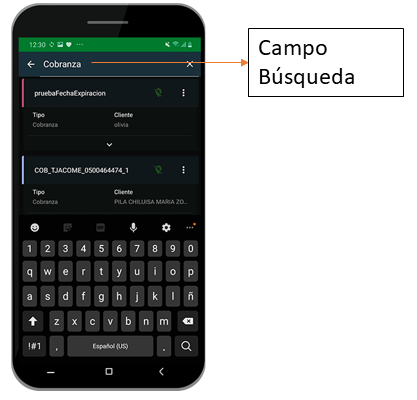 12:30
Cobranza
Campo
Búsqueda
pruebaFechaExpiracion
Tipo Cliente
Cobranza olivia
COB_TJACOME_0500464474_1
Tipo Cliente
Cobranza PILA CHILUISA MARIA ZO...
1 2 3 4 5 6 7 8 9 0
q w e r t y u i o p
a s d f g h j k l ñ
z x c v b n m
!#1 , Español (US) .